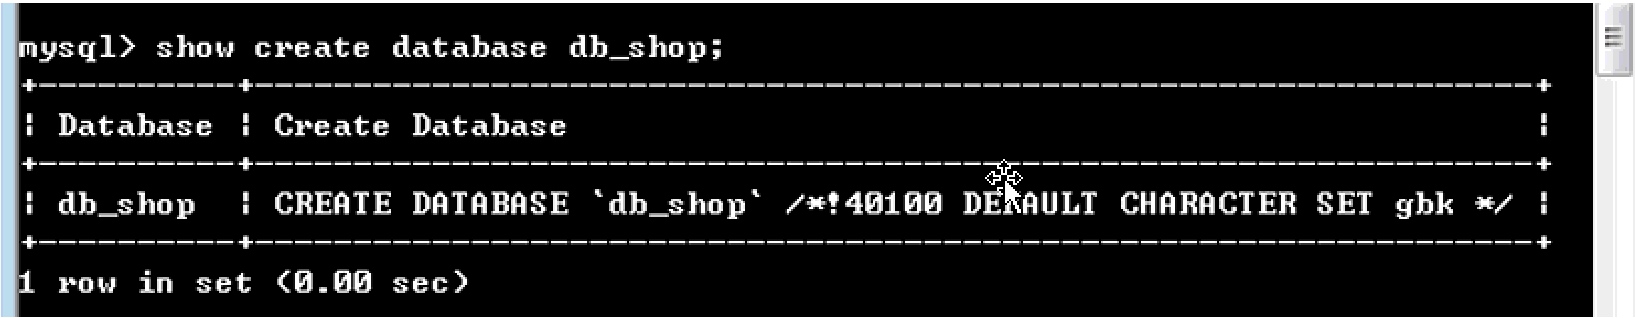 mysql> show create database db_shop;
+-----------+-----------------------------------------------------------------+
| Database | Create Database |
+-----------+-----------------------------------------------------------------+
| db_shop | CREATE DATABASE `db_shop` /*!40100 DEFAULT CHARACTER SET gbk */ |
+-----------+-----------------------------------------------------------------+
1 row in set (0.00 sec)